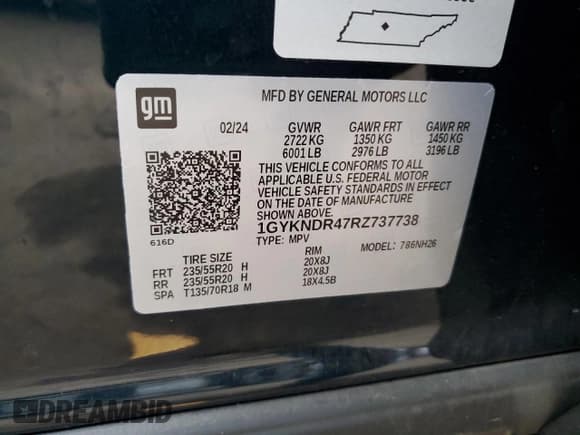 gm
MFD BY GENERAL MOTORS LLC
02/24 GVWR GAWR FRT GAWR RR
2722 KG 1350 KG 1450 KG
6001 LB 2976 LB 3196 LB
THIS VEHICLE CONFORMS TO ALL
APPLICABLE U.S. FEDERAL MOTOR
VEHICLE SAFETY STANDARDS IN EFFECT
ON THE DATE OF MANUFACTURE
SHOWN ABOVE.
1GYKNDR47RZ737738
616D
TYPE: MPV MODEL: 786NH26
TIRE SIZE RIM
FRT 235/55R20 H 20X8J
RR 235/55R20 H 20X8J
SPA T135/70R18 M 18X4.5B
DREAMBID